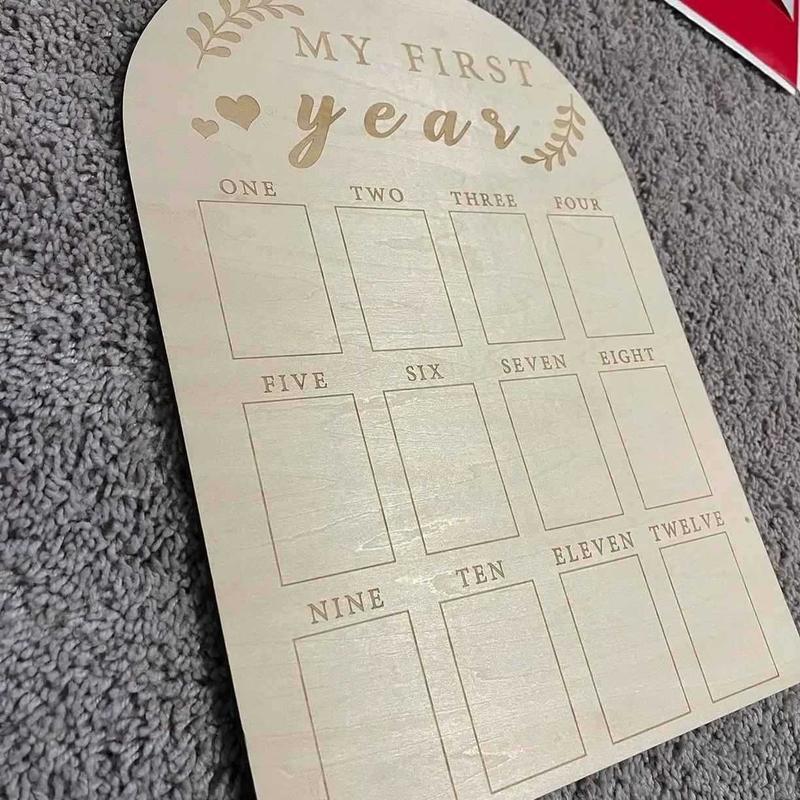 MY FIRST
year
ONE TWO THREE FOUR
FIVE SIX SEVEN EIGHT
NINE TEN ELEVEN TWELVE